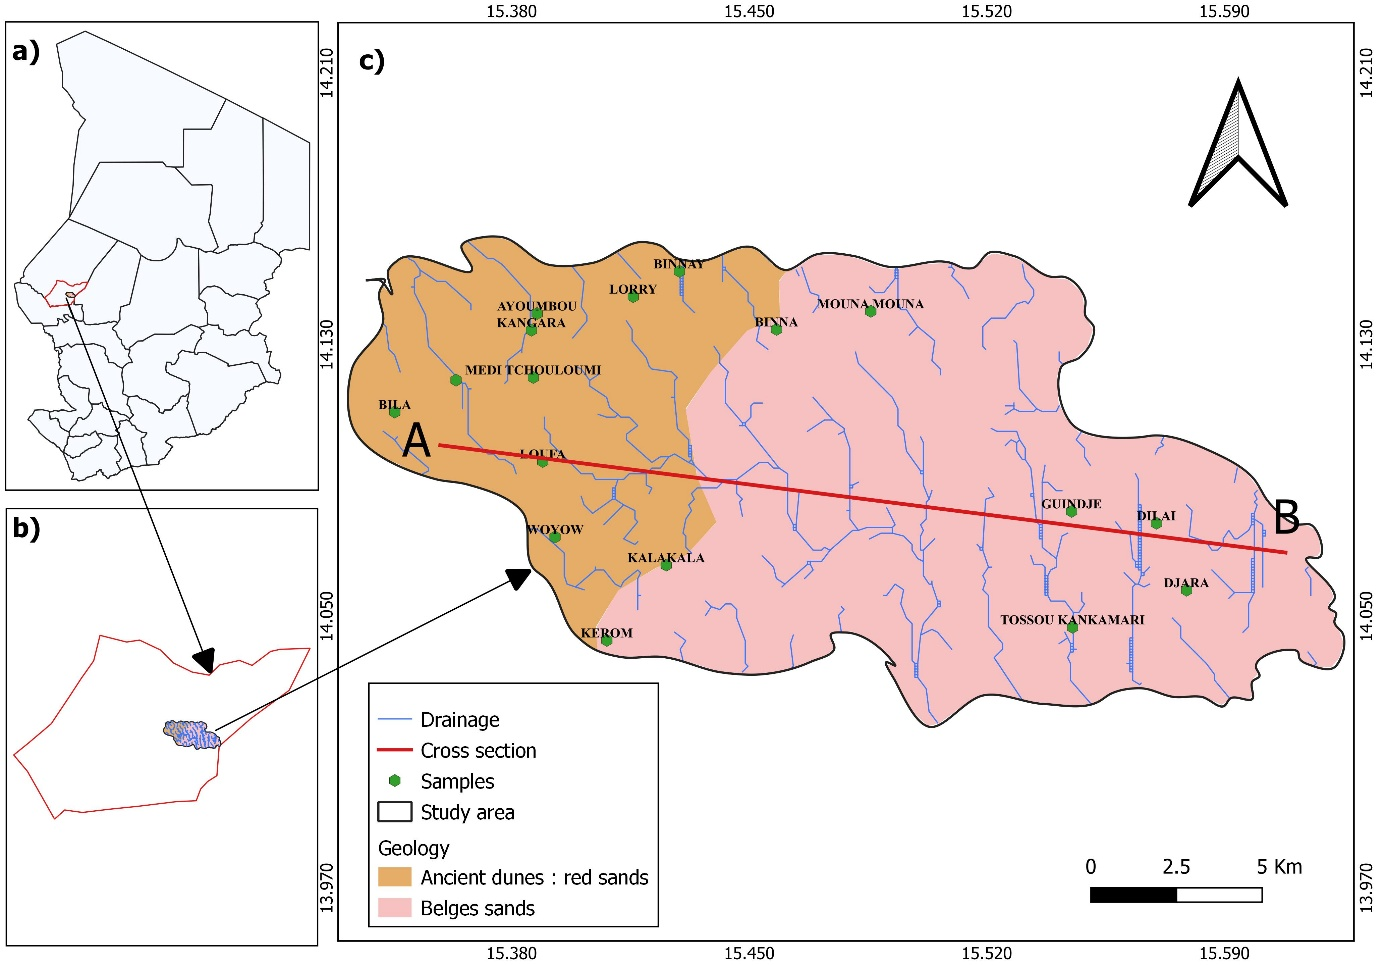 15.380 15.450 15.520 15.590
a)
c)
14.210
14.210
BINNAY
LORRY
AYOUMBOU
MOUNA MOUNA
KANGARA
BINNA
14.130
14.130
MEDI TCHOULOUMI
BILA
A
LOUFA
GUINDJE
DILAI
B
b)
WOYOW
KALAKALA
DJARA
14.050
14.050
TOSSOU KANKAMARI
KEROM
Drainage
Cross section
Samples
Study area
Geology
Ancient dunes : red sands
Belges sands
0 2.5 5 Km
13.970
13.970
15.380 15.450 15.520 15.590